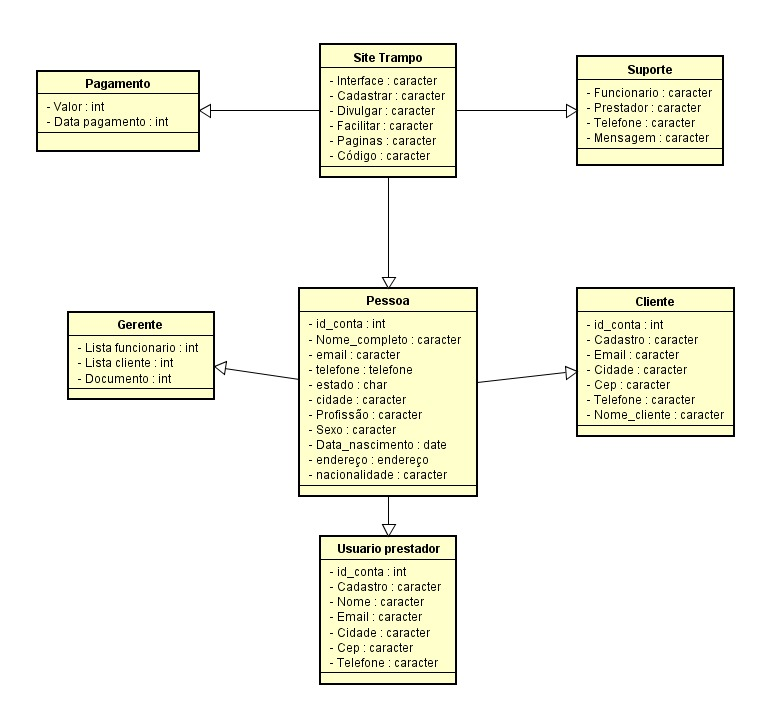 Site Trampo
- Interface : caracter
- Cadastrar : caracter
- Divulgar : caracter
- Facilitar : caracter
- Paginas : caracter
- Código : caracter
Pagamento
- Valor : int
- Data pagamento : int
Suporte
- Funcionario : caracter
- Prestador : caracter
- Telefone : caracter
- Mensagem : caracter
Pessoa
- id_conta : int
- Nome_completo : caracter
- email : caracter
- telefone : telefone
- estado : char
- cidade : caracter
- Profissão : caracter
- Sexo : caracter
- Data_nascimento : date
- endereço : endereço
- nacionalidade : caracter
Gerente
- Lista funcionario : int
- Lista cliente : int
- Documento : int
Cliente
- id_conta : int
- Cadastro : caracter
- Email : caracter
- Cidade : caracter
- Cep : caracter
- Telefone : caracter
- Nome_cliente : caracter
Usuario prestador
- id_conta : int
- Cadastro : caracter
- Nome : caracter
- Email : caracter
- Cidade : caracter
- Cep : caracter
- Telefone : caracter